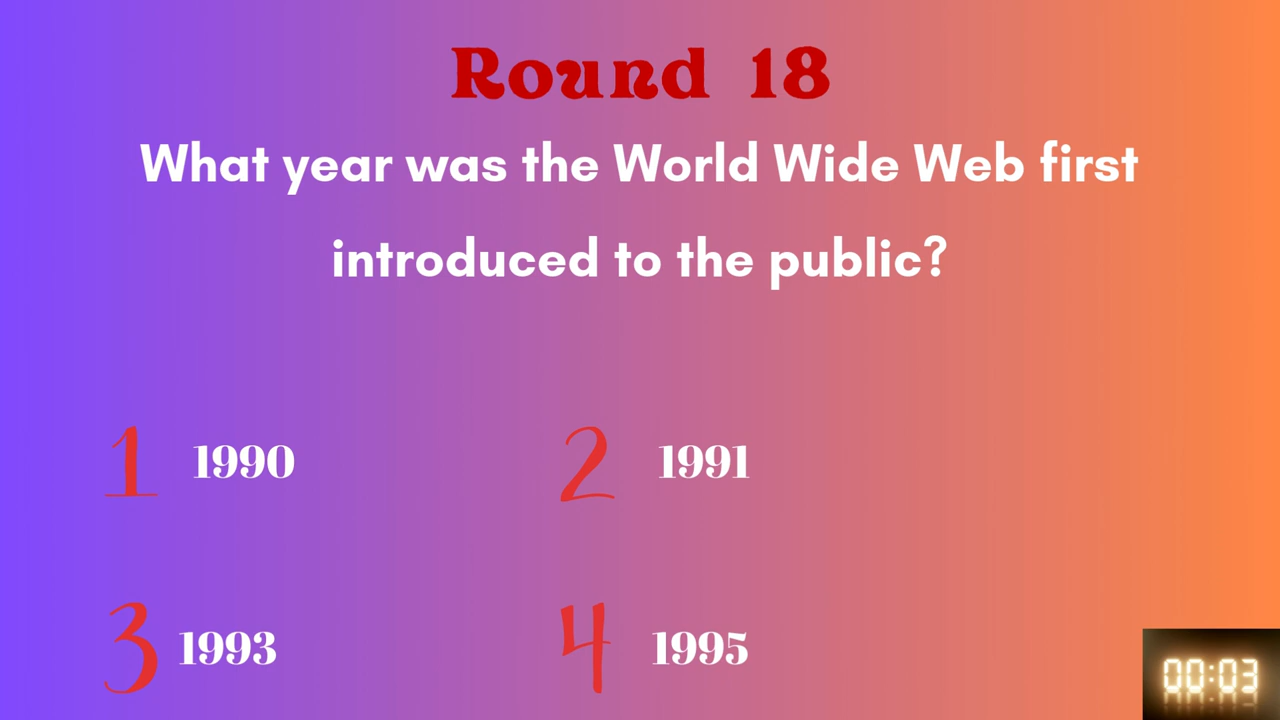 Round 18
What year was the World Wide Web first
introduced to the public?
1 1990 2 1991
3 1993 4 1995
00:03